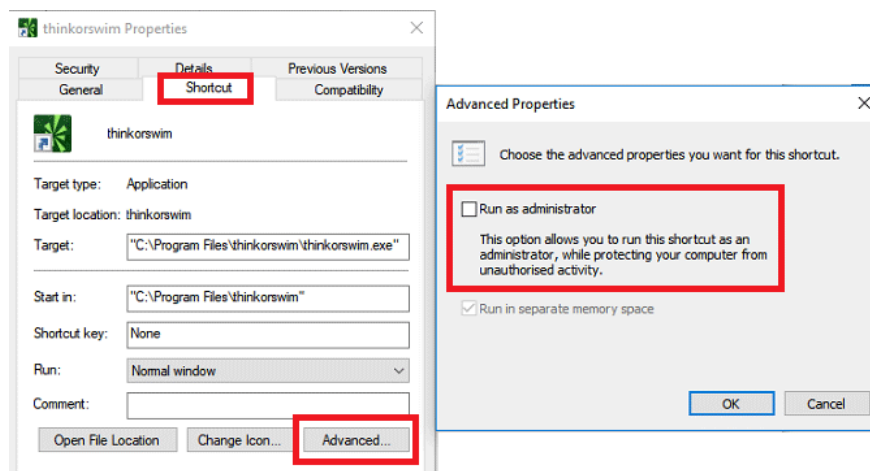 thinkorswim Properties
Security Details Previous Versions
General Shortcut Compatibility
thinkorswim
Target type: Application
Target location: thinkorswim
Target: "C:\Program Files\thinkorswim\thinkorswim.exe"
Start in: "C:\Program Files\thinkorswim"
Shortcut key: None
Run: Normal window
Comment:
Open File Location Change Icon... Advanced...
Advanced Properties
Choose the advanced properties you want for this shortcut.
Run as administrator
This option allows you to run this shortcut as an
administrator, while protecting your computer from
unauthorised activity.
Run in separate memory space
OK Cancel